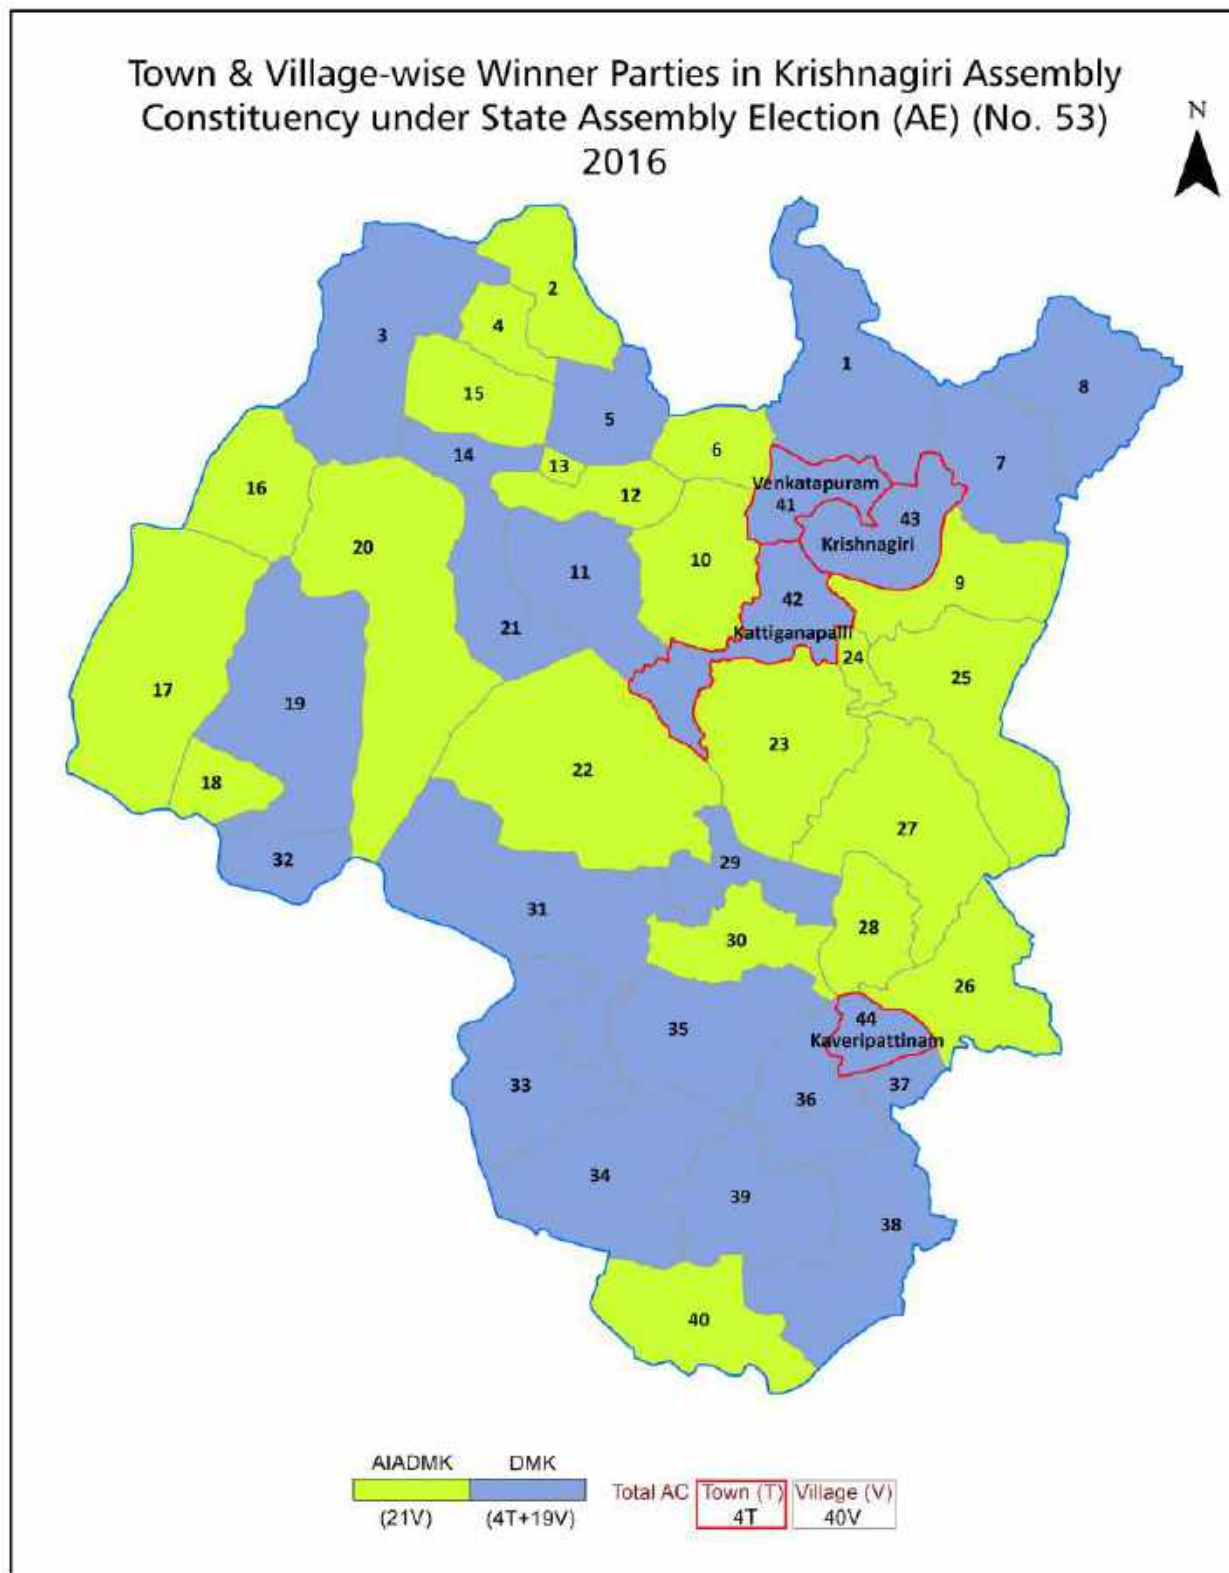 Town & Village-wise Winner Parties in Krishnagiri Assembly
Constituency under State Assembly Election (AE) (No. 53)
2016
N
2
3
4
1
8
15
5
6
14
13
7
16
12
Venkatapuram
41
43
20
Krishnagiri
10
11
9
42
21
Kattiganapalli
24
25
17
19
23
22
18
27
32
29
31
28
30
26
44
35
Kaveripattinam
33
37
36
34
39
38
40
AIADMK
DMK
(21V)
(4T+19V)
Total AC
Town (T)
4T
Village (V)
40V